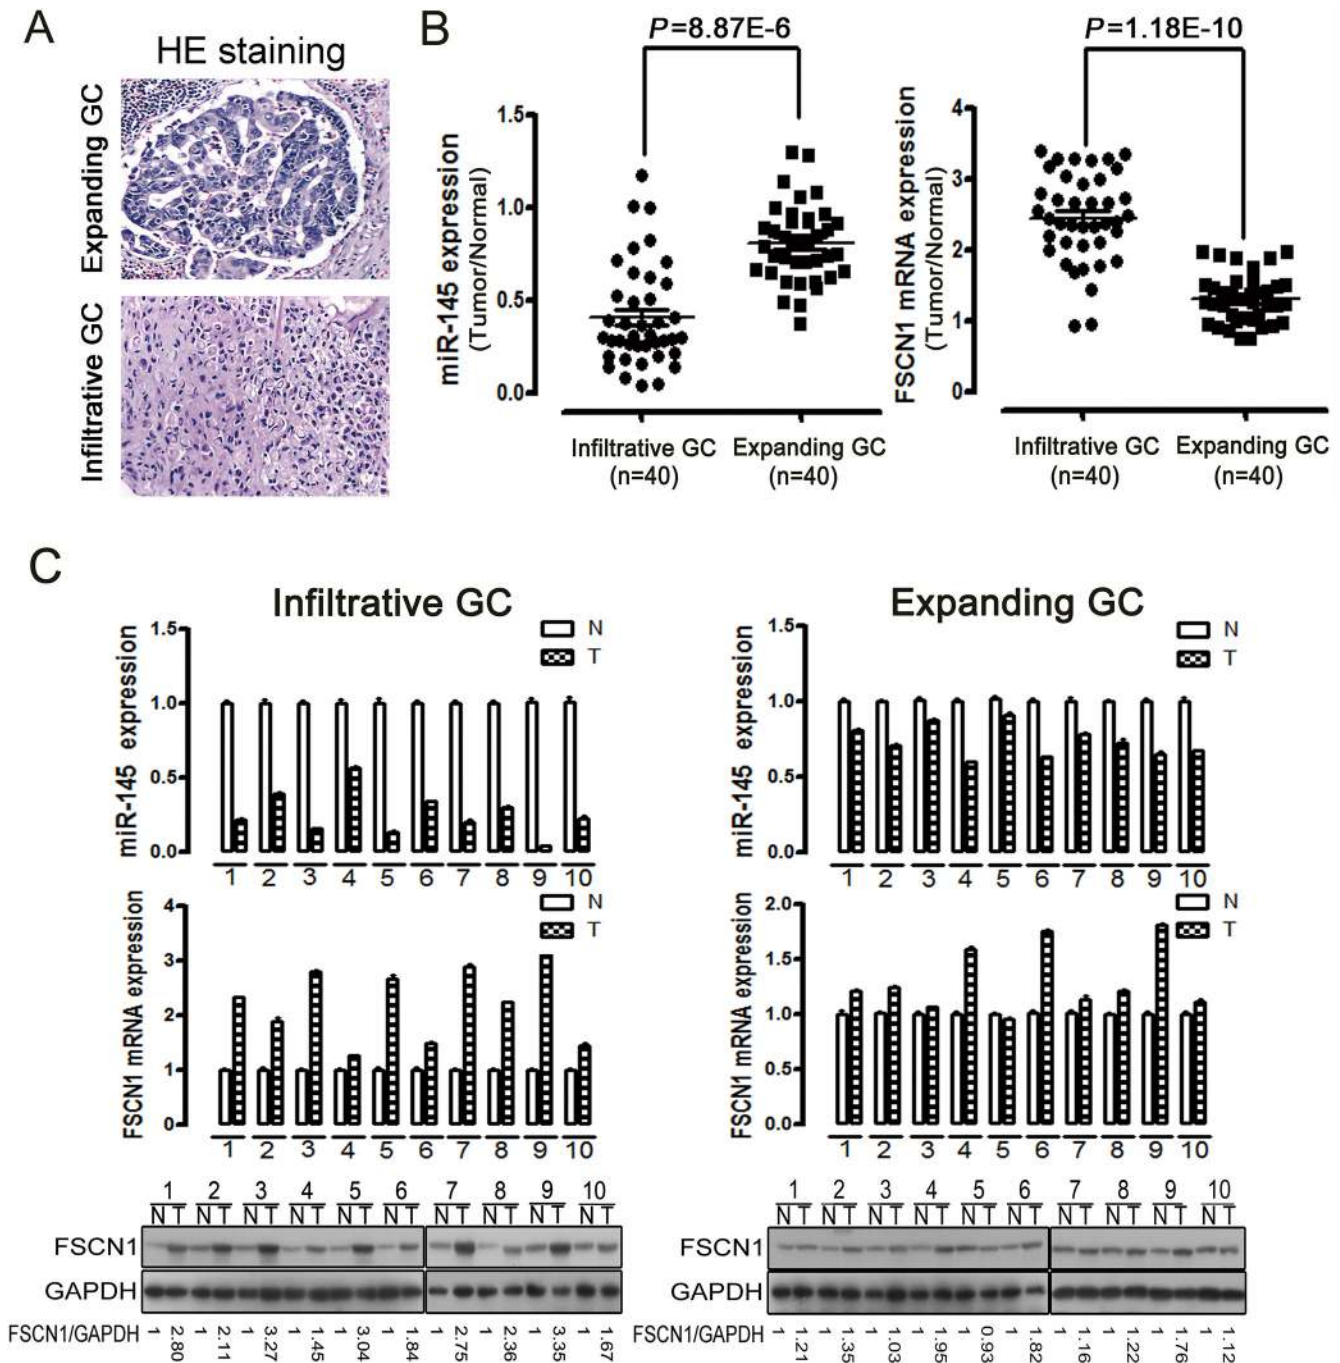 A
HE staining
Expanding GC
Infiltrative GC
B
P=8.87E-6
miR-145 expression
(Tumor/Normal)
1.5
1.0
0.5
0.0
Infiltrative GC
(n=40)
Expanding GC
(n=40)
P=1.18E-10
FSCN1 mRNA expression
(Tumor/Normal)
4
3
2
1
0
Infiltrative GC
(n=40)
Expanding GC
(n=40)
C
Infiltrative GC
miR-145 expression
1.5
1.0
0.5
0.0
N
T
1 2 3 4 5 6 7 8 9 10
FSCN1 mRNA expression
4
3
2
1
0
N
T
1 2 3 4 5 6 7 8 9 10
1 2 3 4 5 6 7 8 9 10
N T N T N T N T N T N T N T N T N T N T
FSCN1
GAPDH
FSCN1/GAPDH 1 2.80 1 2.11 1 3.27 1 1.45 1 3.04 1 1.84 1 2.75 1 2.36 1 3.35 1 1.67
Expanding GC
miR-145 expression
1.5
1.0
0.5
0.0
N
T
1 2 3 4 5 6 7 8 9 10
FSCN1 mRNA expression
2.0
1.5
1.0
0.5
0.0
N
T
1 2 3 4 5 6 7 8 9 10
1 2 3 4 5 6 7 8 9 10
N T N T N T N T N T N T N T N T N T N T
FSCN1
GAPDH
FSCN1/GAPDH 1 1.21 1 1.35 1 1.03 1 1.95 1 0.93 1 1.82 1 1.16 1 1.22 1 1.76 1 1.12